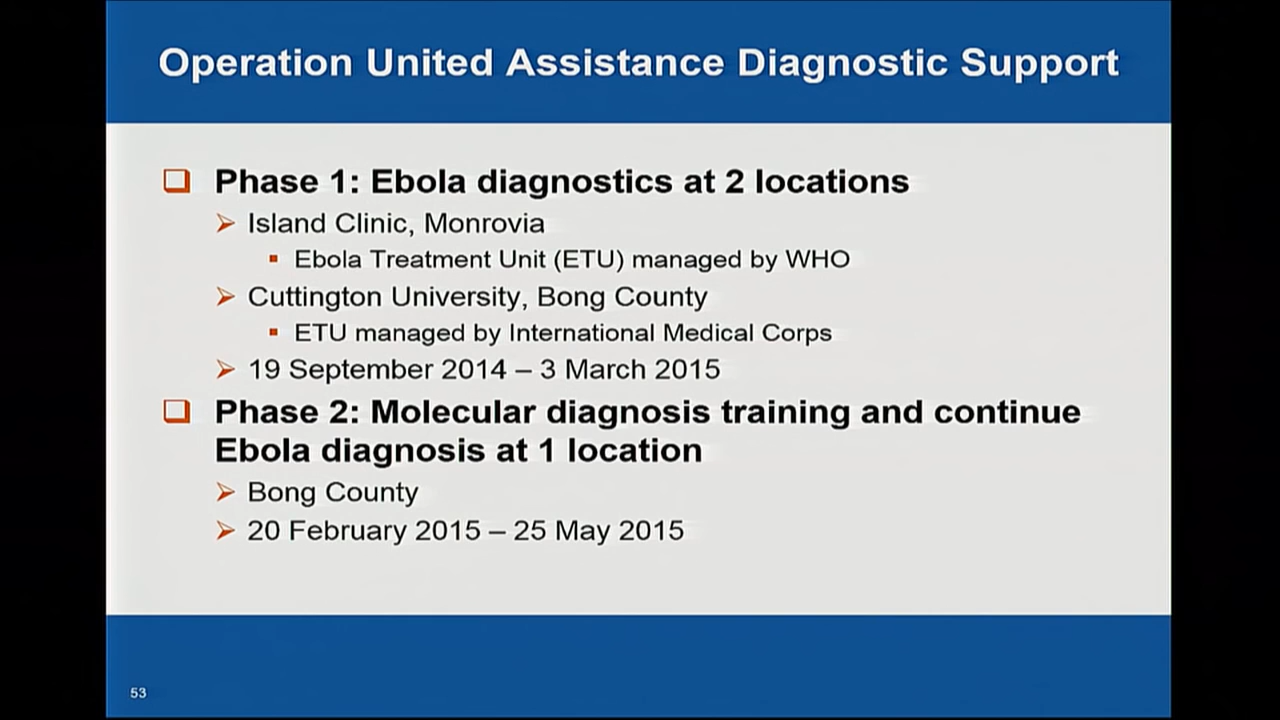 Operation United Assistance Diagnostic Support
Phase 1: Ebola diagnostics at 2 locations
Island Clinic, Monrovia
Ebola Treatment Unit (ETU) managed by WHO
Cuttington University, Bong County
ETU managed by International Medical Corps
19 September 2014 – 3 March 2015
Phase 2: Molecular diagnosis training and continue
Ebola diagnosis at 1 location
Bong County
20 February 2015 – 25 May 2015
53